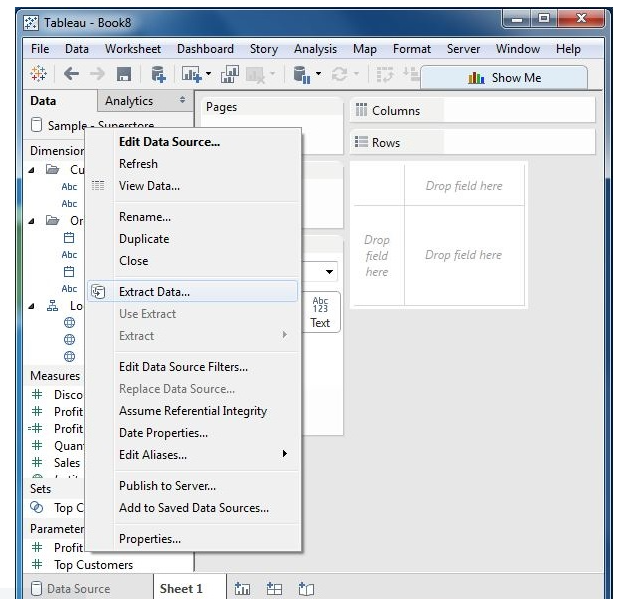 Tableau - Book8
File Data Worksheet Dashboard Story Analysis Map Format Server Window Help
Show Me
Data Analytics
Pages
Columns
Sample - Superstore
Rows
Dimension
Edit Data Source...
Refresh
Cu
View Data...
Abc
Abc
Drop field here
Or
Rename...
Duplicate
Abc
Close
Drop
field
here
Drop field here
Abc
Extract Data...
Abc
123
Text
Lo
Use Extract
Extract
Edit Data Source Filters...
Measures
Replace Data Source...
Disco
Assume Referential Integrity
Profit
Date Properties...
Profit
Quan
Edit Aliases...
Sales
Sets
Publish to Server...
Top C
Add to Saved Data Sources...
Parameter
Properties...
Profit
Top Customers
Data Source Sheet 1